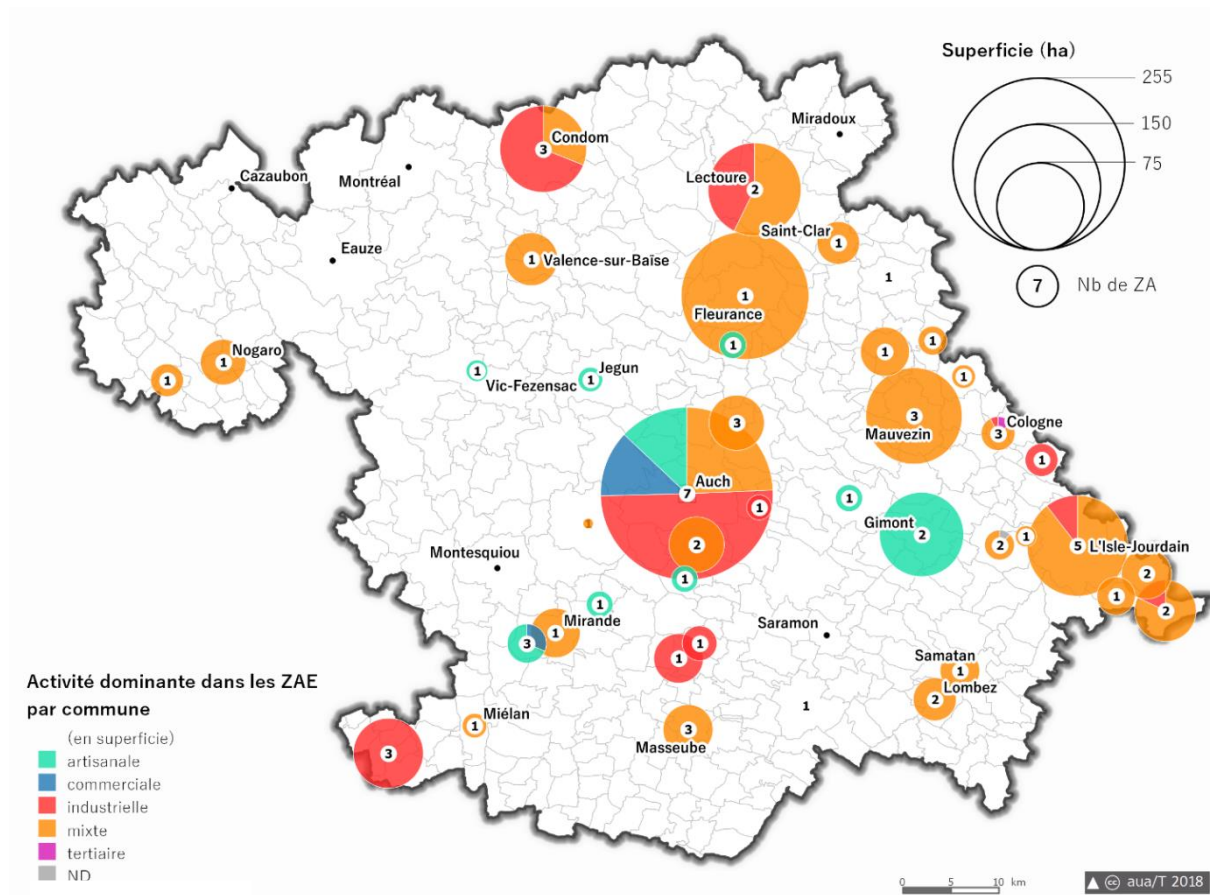 Superficie (ha)
255
150
75
7
Nb de ZA
Miradoux
Condom
3
Cazaubon
Montréal
Lectoure
2
Saint-Clar
1
Eauze
1
Valence-sur-Baïse
1
1
Fleurance
1
1
1
Nogaro
1
1
1
Vic-Fezensac
Jegun
1
1
3
Mauvezin
3
Cologne
3
1
Auch
7
1
1
Gimont
2
1
2
1
5
L'Isle-Jourdain
2
Montesquiou
1
2
1
1
2
1
Mirande
1
3
Saramon
1
1
Samatan
1
Lombez
2
1
Miélan
1
3
Masseube
3
Activité dominante dans les ZAE
par commune
(en superficie)
artisanale
commerciale
industrielle
mixte
tertiaire
ND
0 5 10 km
cc aua/T 2018